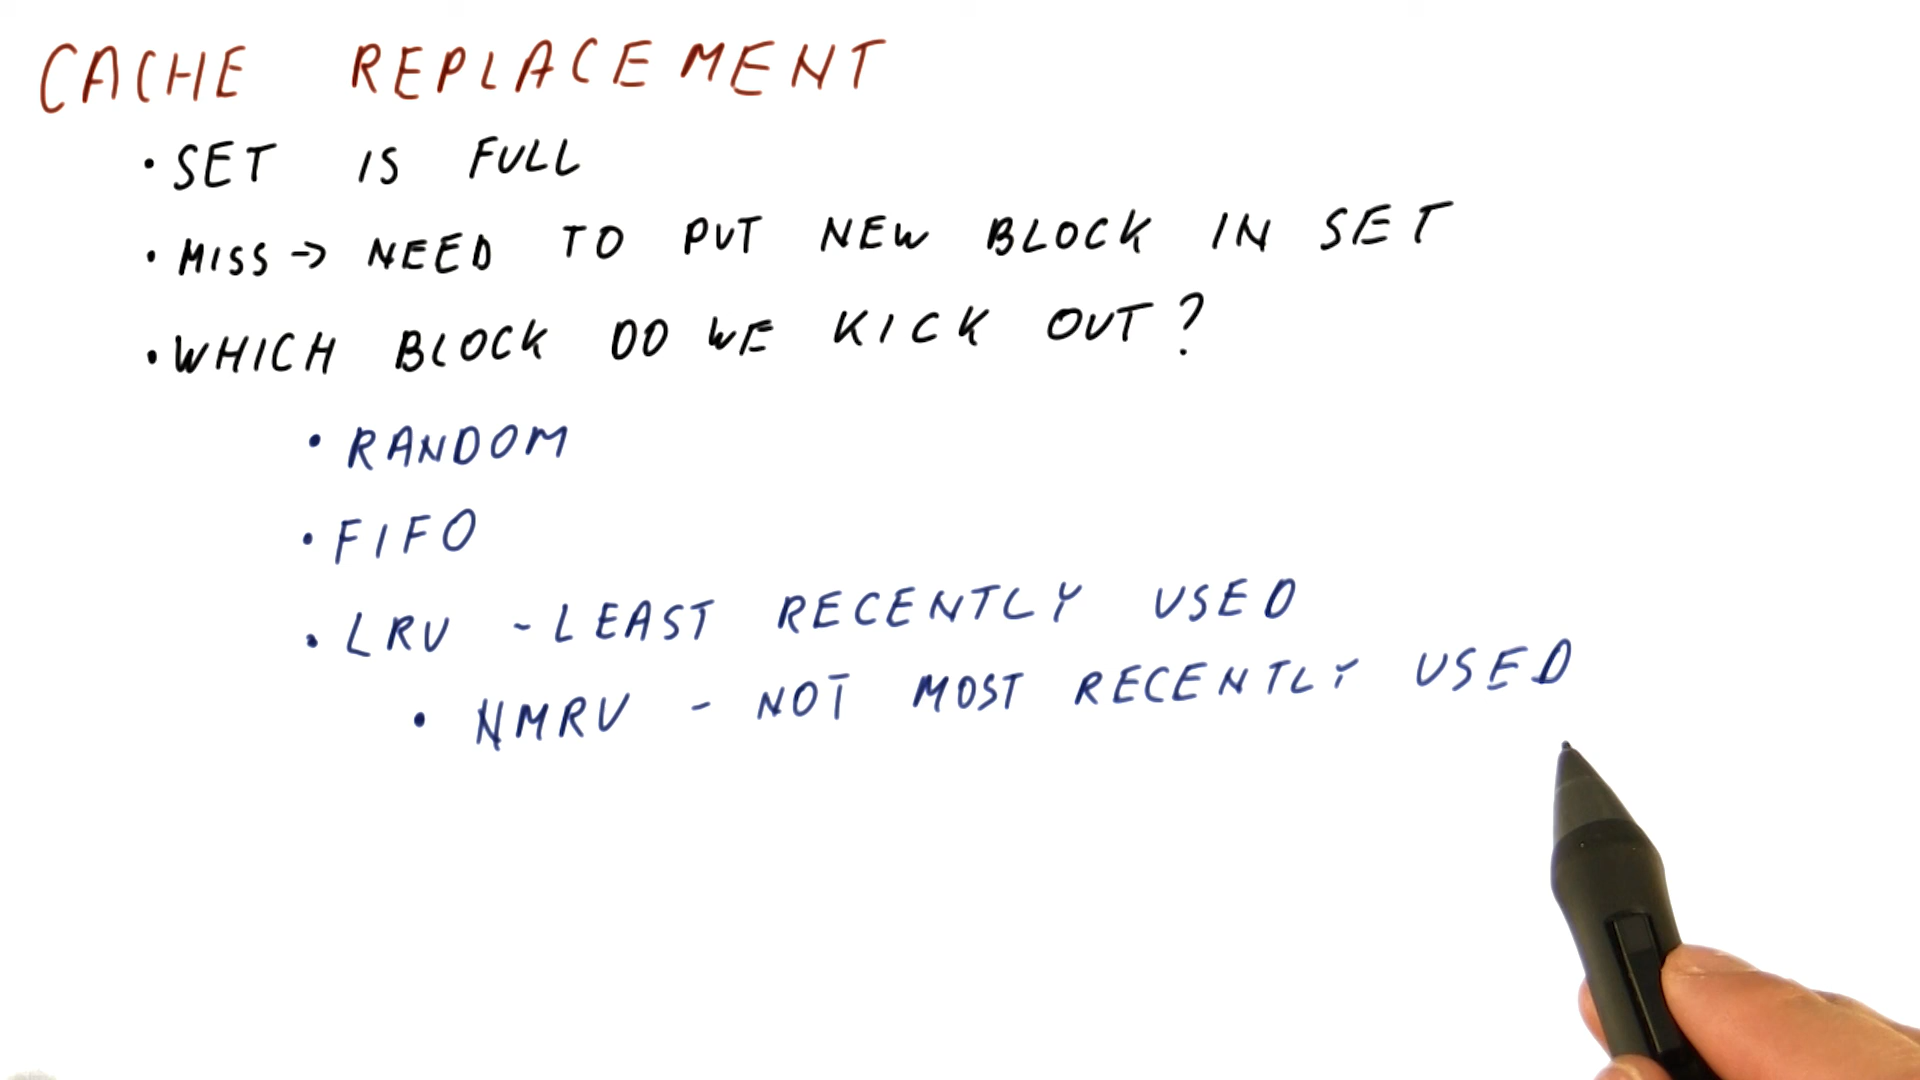 CACHE REPLACEMENT
• SET IS FULL
• MISS → NEED TO PUT NEW BLOCK IN SET
• WHICH BLOCK DO WE KICK OUT?
• RANDOM
• FIFO
• LRU - LEAST RECENTLY USED
• NMRU - NOT MOST RECENTLY USED